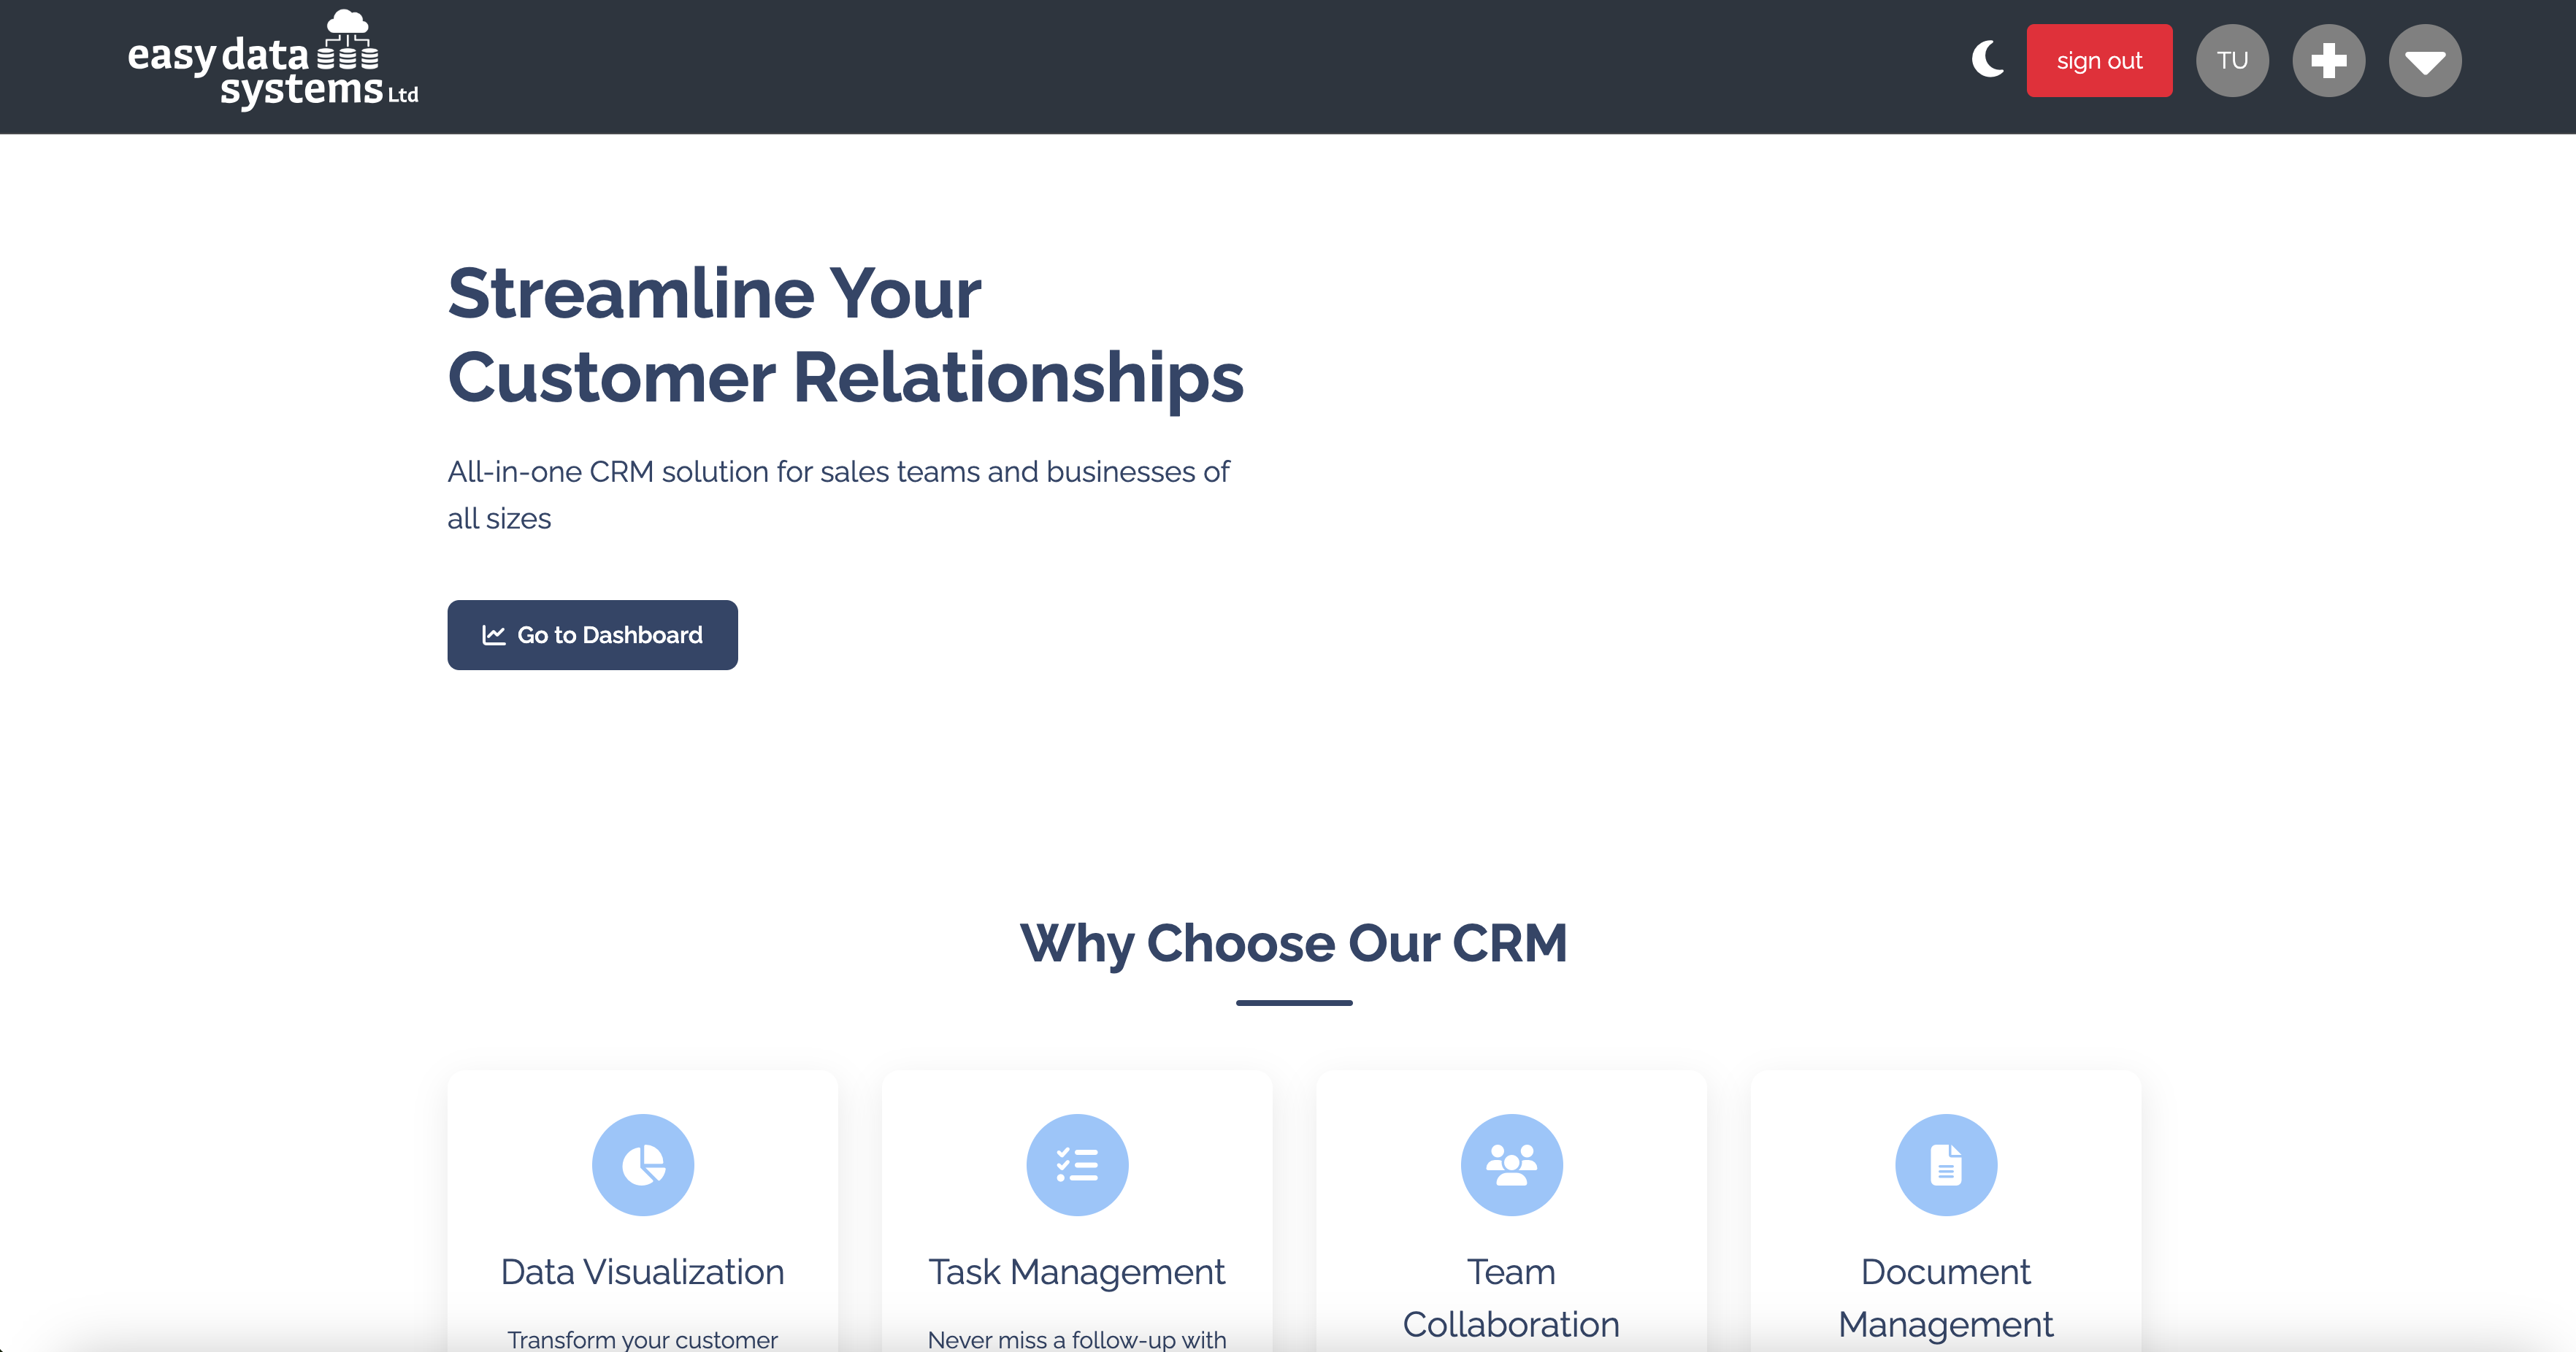 easy data
systems Ltd
sign out
TU
Streamline Your
Customer Relationships
All-in-one CRM solution for sales teams and businesses of
all sizes
Go to Dashboard
Why Choose Our CRM
Data Visualization
Task Management
Team
Collaboration
Document
Management
Transform your customer
Never miss a follow-up with